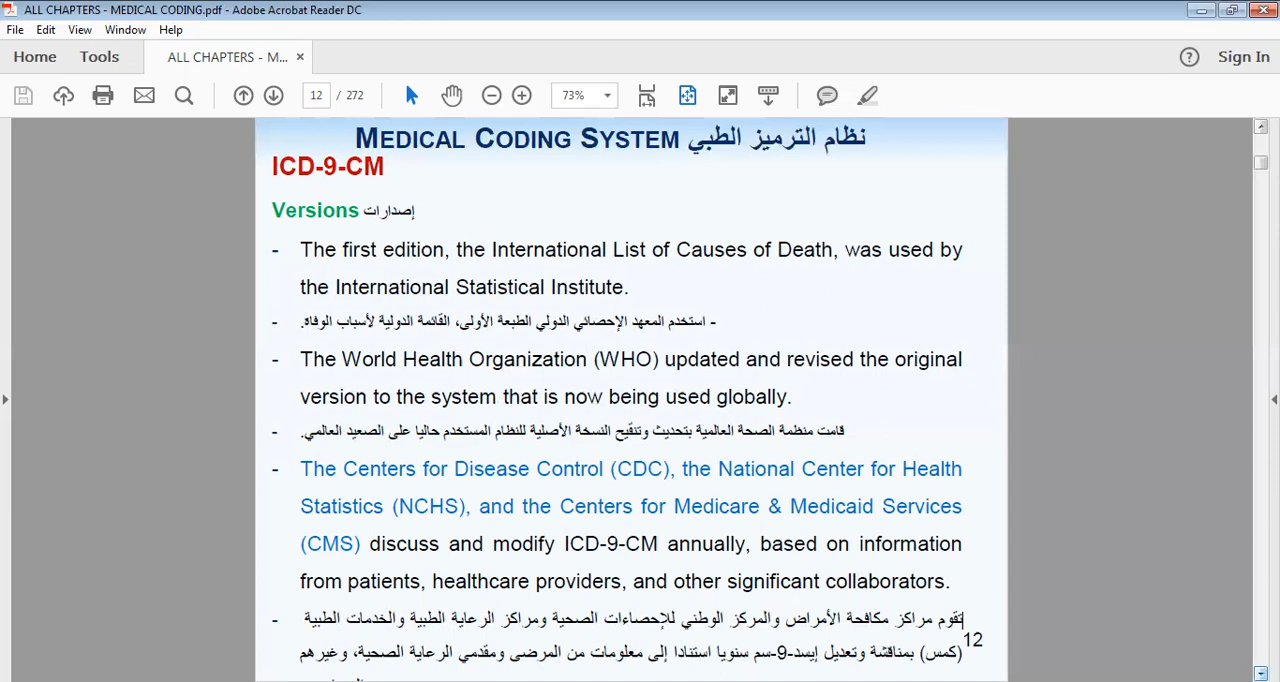 ALL CHAPTERS - MEDICAL CODING.pdf - Adobe Acrobat Reader DC
File Edit View Window Help
Home Tools ALL CHAPTERS - M... × ? Sign In
12 / 272 73%
MEDICAL CODING SYSTEM نظام الترميز الطبي
ICD-9-CM
Versions إصدارات
- The first edition, the International List of Causes of Death, was used by
the International Statistical Institute.
- - استخدم المعهد الإحصائي الدولي الطبعة الأولى، القائمة الدولية لأسباب الوفاة.
- The World Health Organization (WHO) updated and revised the original
version to the system that is now being used globally.
- قامت منظمة الصحة العالمية بتحديث وتنقيح النسخة الأصلية للنظام المستخدم حاليا على الصعيد العالمي.
- The Centers for Disease Control (CDC), the National Center for Health
Statistics (NCHS), and the Centers for Medicare & Medicaid Services
(CMS) discuss and modify ICD-9-CM annually, based on information
from patients, healthcare providers, and other significant collaborators.
- تقوم مراكز مكافحة الأمراض والمركز الوطني للإحصاءات الصحية ومراكز الرعاية الطبية والخدمات الطبية
12
(كمس) بمناقشة وتعديل إيسد-9-سم سنويا استنادا إلى معلومات من المرضى ومقدمي الرعاية الصحية، وغيرهم